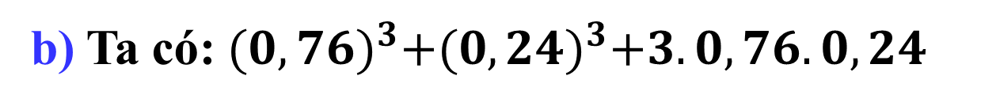 b) Ta có: (0, 76)³+(0, 24)³+3. 0, 76. 0, 24